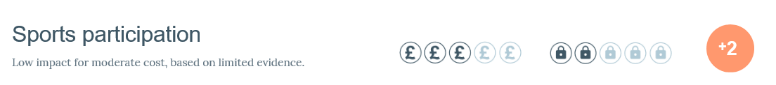 Sports participation
Low impact for moderate cost, based on limited evidence.
£ £ £ £ £
+2